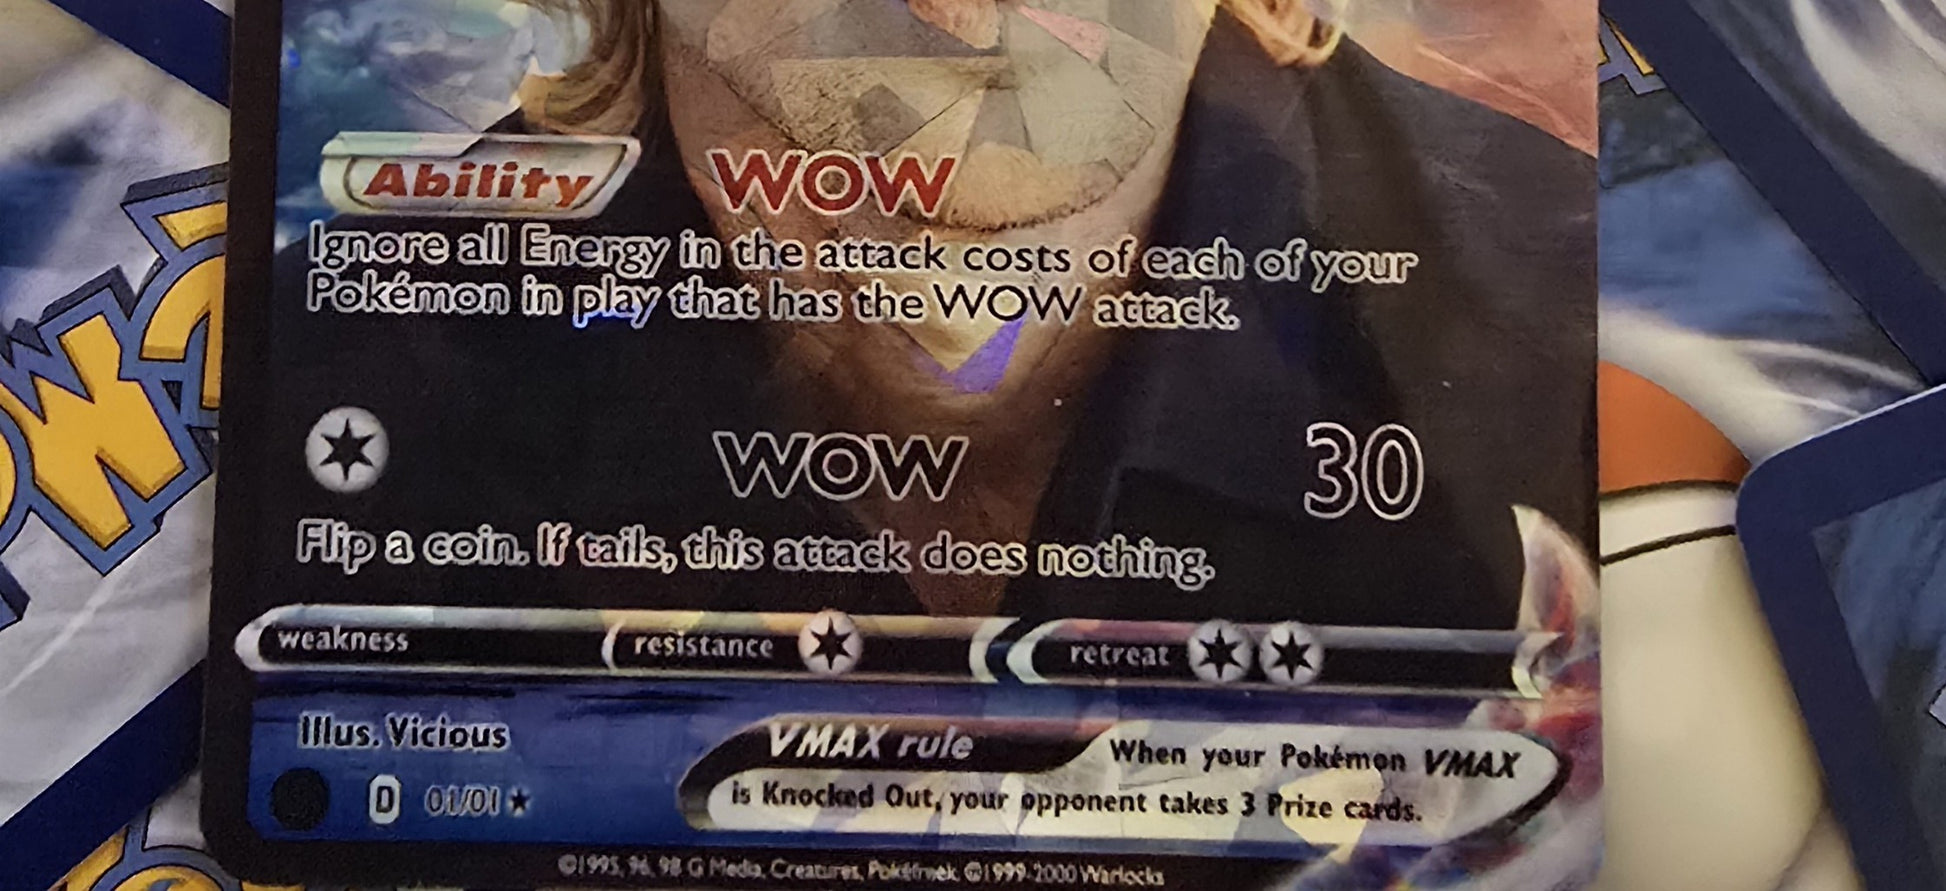 Ability WOW
Ignore all Energy in the attack costs of each of your
Pokémon in play that has the WOW attack.
WOW 30
Flip a coin. If tails, this attack does nothing.
weakness resistance retreat
Illus. Vicious
VMAX rule When your Pokémon VMAX
is Knocked Out, your opponent takes 3 Prize cards.
D 01/01
©1995, 96, 98 G Media, Creatures, ©1999-2000 Warlocks